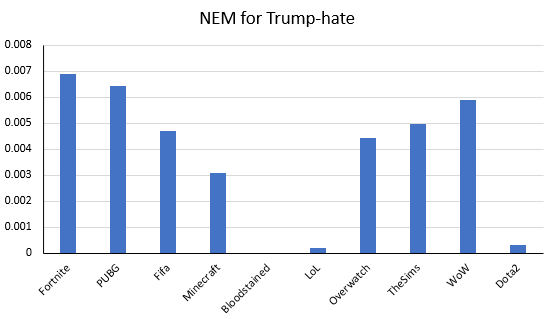 NEM for Trump-hate
0.008
0.007
0.006
0.005
0.004
0.003
0.002
0.001
0
Fortnite
PUBG
Fifa
Minecraft
Bloodstained
LoL
Overwatch
TheSims
WoW
Dota2